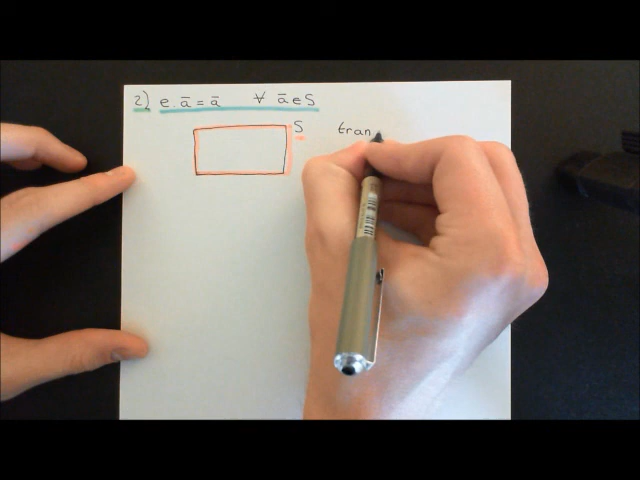 2) e.ā = ā ∀ ā e S
S
tran